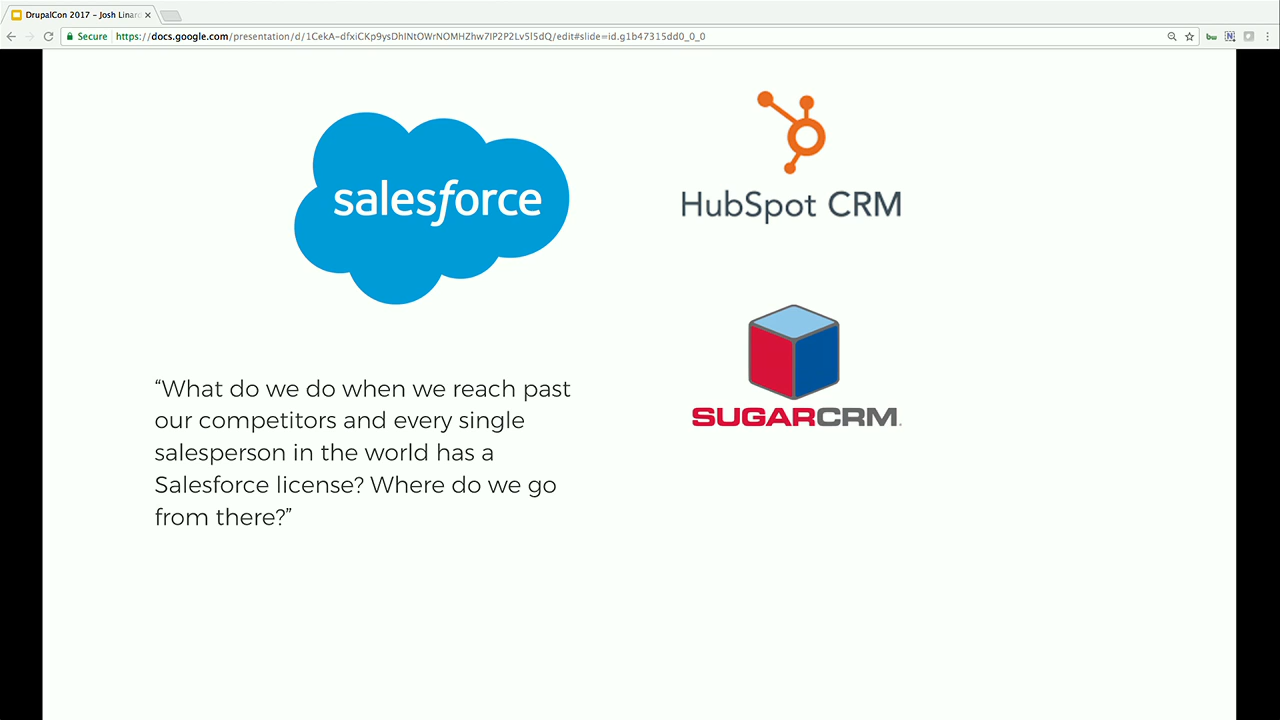 DrupalCon 2017 – Josh Linard
Secure
https://docs.google.com/presentation/d/1CekA-dfxiCKp9ysDhINtOWrNOMHZhw7IP2P2Lv5I5dQ/edit#slide=id.g1b47315dd0_0_0
salesforce
HubSpot CRM
SUGARCRM
“What do we do when we reach past
our competitors and every single
salesperson in the world has a
Salesforce license? Where do we go
from there?”